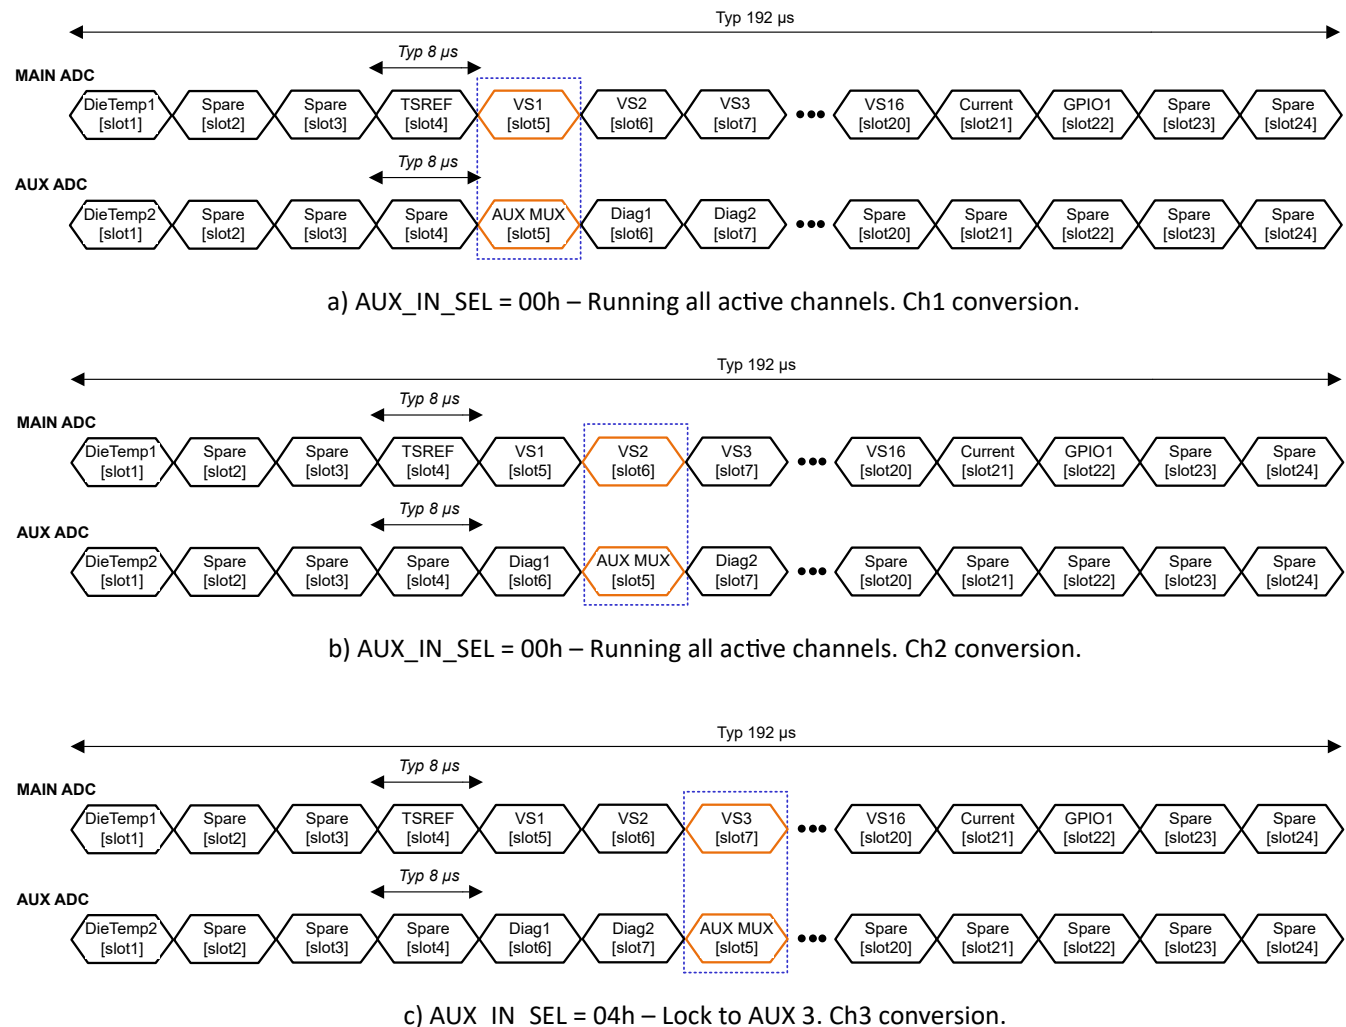 Typ 192 µs
Typ 8 µs
MAIN ADC
DieTemp1 Spare Spare TSREF VS1 VS2 VS3 VS16 Current GPIO1 Spare Spare
[slot1] [slot2] [slot3] [slot4] [slot5] [slot6] [slot7] [slot20] [slot21] [slot22] [slot23] [slot24]
Typ 8 µs
AUX ADC
DieTemp2 Spare Spare Spare AUX MUX Diag1 Diag2 Spare Spare Spare Spare Spare
[slot1] [slot2] [slot3] [slot4] [slot5] [slot6] [slot7] [slot20] [slot21] [slot22] [slot23] [slot24]
a) AUX_IN_SEL = 00h – Running all active channels. Ch1 conversion.
Typ 192 µs
Typ 8 µs
MAIN ADC
DieTemp1 Spare Spare TSREF VS1 VS2 VS3 VS16 Current GPIO1 Spare Spare
[slot1] [slot2] [slot3] [slot4] [slot5] [slot6] [slot7] [slot20] [slot21] [slot22] [slot23] [slot24]
Typ 8 µs
AUX ADC
DieTemp2 Spare Spare Spare Diag1 AUX MUX Diag2 Spare Spare Spare Spare Spare
[slot1] [slot2] [slot3] [slot4] [slot6] [slot5] [slot7] [slot20] [slot21] [slot22] [slot23] [slot24]
b) AUX_IN_SEL = 00h – Running all active channels. Ch2 conversion.
Typ 192 µs
Typ 8 µs
MAIN ADC
DieTemp1 Spare Spare TSREF VS1 VS2 VS3 VS16 Current GPIO1 Spare Spare
[slot1] [slot2] [slot3] [slot4] [slot5] [slot6] [slot7] [slot20] [slot21] [slot22] [slot23] [slot24]
Typ 8 µs
AUX ADC
DieTemp2 Spare Spare Spare Diag1 Diag2 AUX MUX Spare Spare Spare Spare Spare
[slot1] [slot2] [slot3] [slot4] [slot6] [slot7] [slot5] [slot20] [slot21] [slot22] [slot23] [slot24]
c) AUX IN SEL = 04h – Lock to AUX 3. Ch3 conversion.